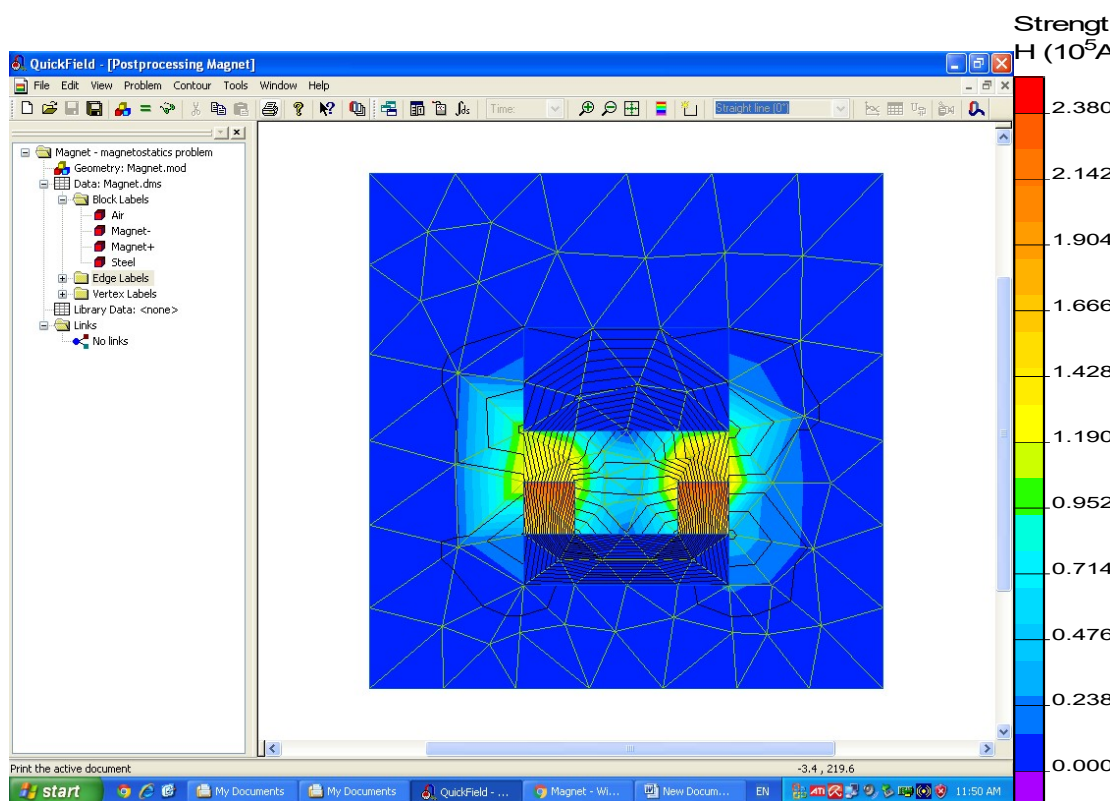 Strengt
H (10⁵A
QuickField - [Postprocessing Magnet]
File Edit View Problem Contour Tools Window Help
Time:
Straight line (0°)
Magnet - magnetostatics problem
Geometry: Magnet.mod
Data: Magnet.dms
Block Labels
Air
Magnet-
Magnet+
Steel
Edge Labels
Vertex Labels
Library Data: <none>
Links
No links
2.380
2.142
1.904
1.666
1.428
1.190
0.952
0.714
0.476
0.238
0.000
Print the active document
-3.4 , 219.6
start
My Documents
My Documents
QuickField - ...
Magnet - Wi...
New Docum...
EN
ATI
11:50 AM